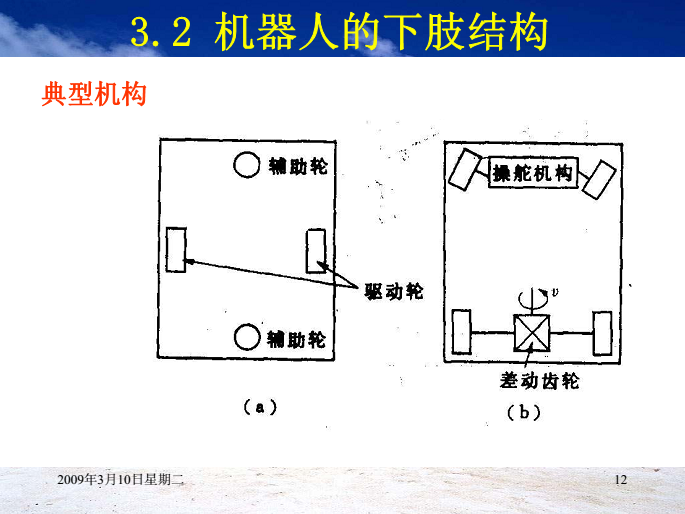 3.2 机器人的下肢结构
典型机构
辅助轮
操舵机构
驱动轮
υ
辅助轮
差动齿轮
(a)
(b)
2009年3月10日星期二
12